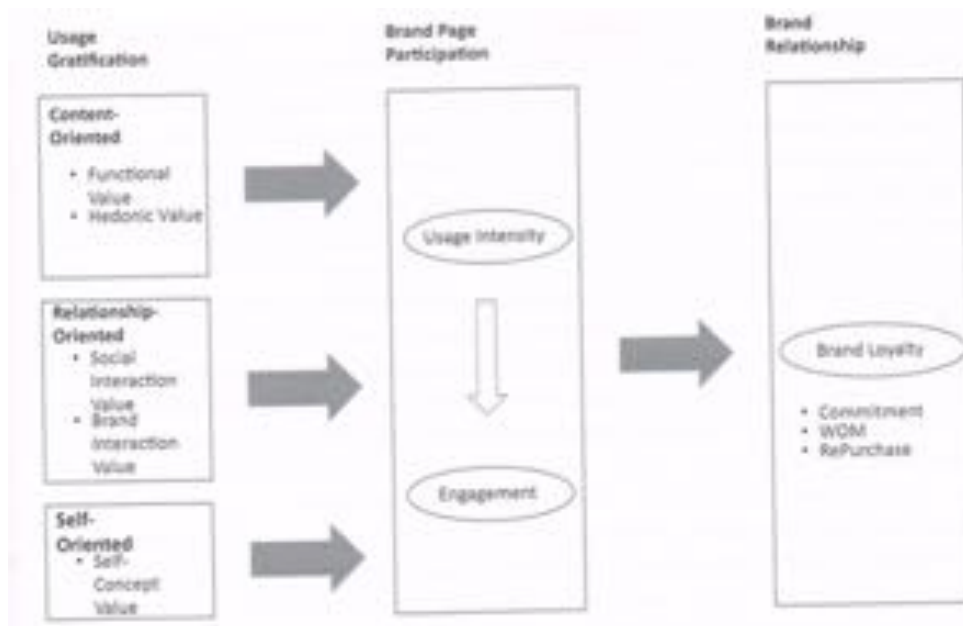 Usage
Gratification
Content-
Oriented
• Functional
Value
• Hedonic Value
Relationship-
Oriented
• Social
Interaction
Value
• Brand
Interaction
Value
Self-
Oriented
• Self-
Concept
Value
Brand Page
Participation
Usage Intensity
Engagement
Brand
Relationship
Brand Loyalty
• Commitment
• WOM
• RePurchase